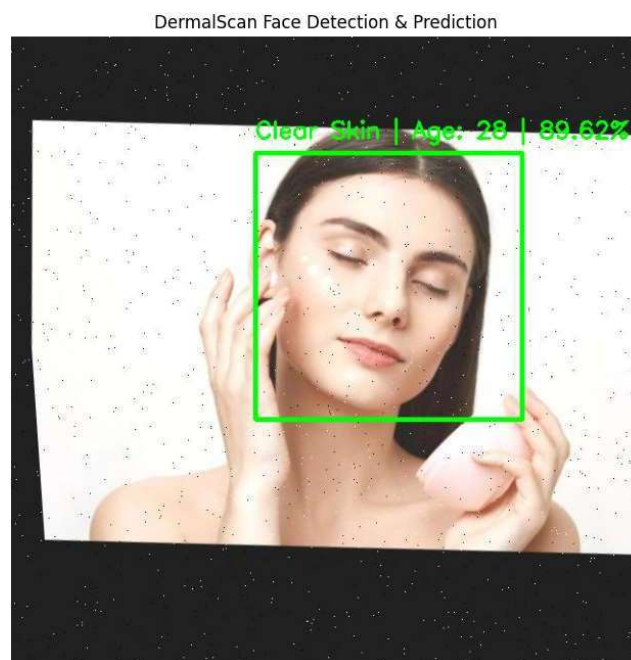 DermalScan Face Detection & Prediction
Clear Skin | Age: 28 | 89.62%